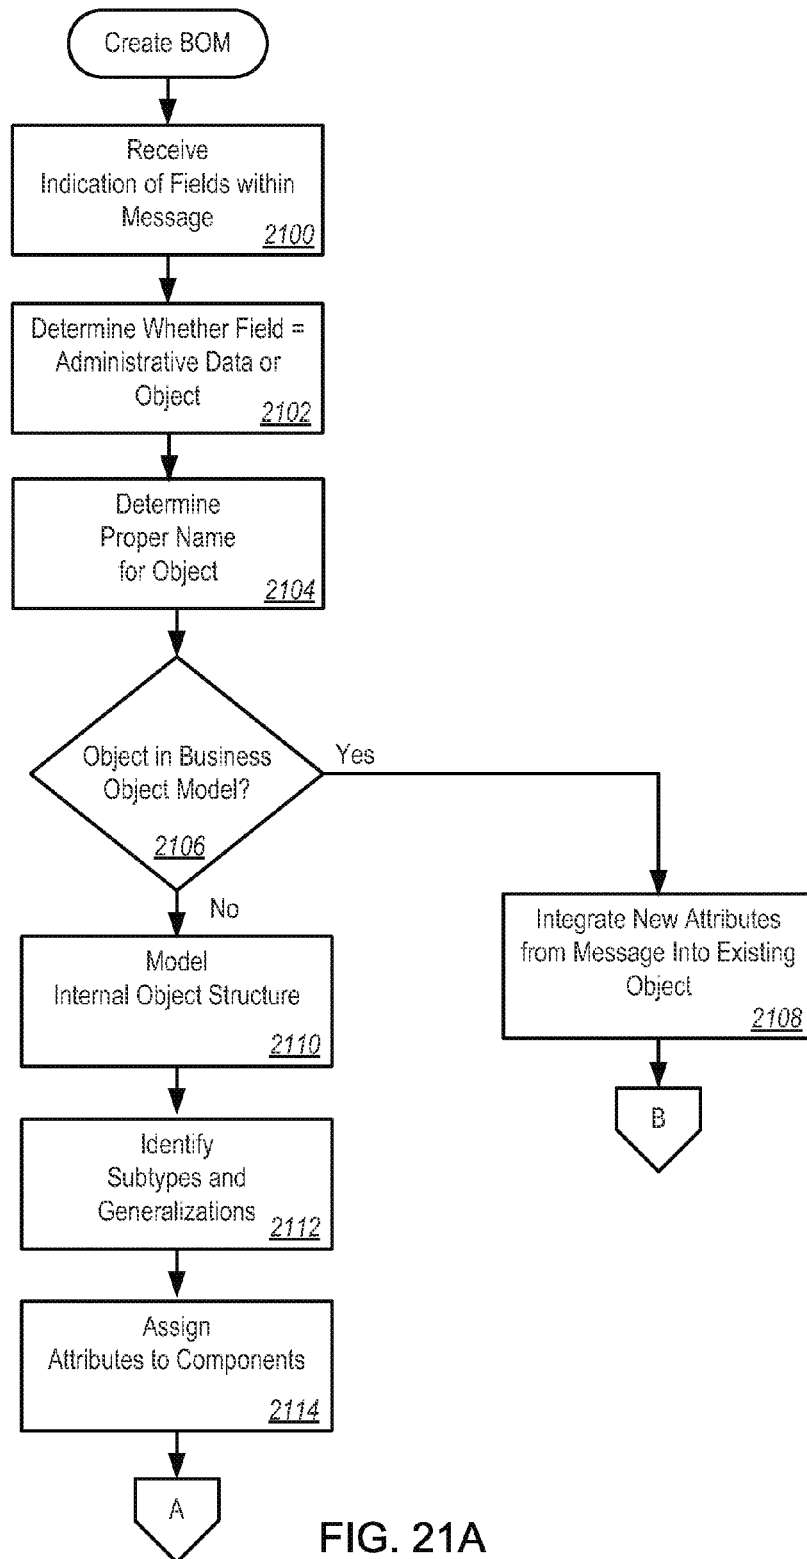 Create BOM
Receive
Indication of Fields within
Message
2100
Determine Whether Field =
Administrative Data or
Object
2102
Determine
Proper Name
for Object
2104
Object in Business
Object Model?
2106
Yes
No
Integrate New Attributes
from Message Into Existing
Object
2108
B
Model
Internal Object Structure
2110
Identify
Subtypes and
Generalizations
2112
Assign
Attributes to Components
2114
A
FIG. 21A